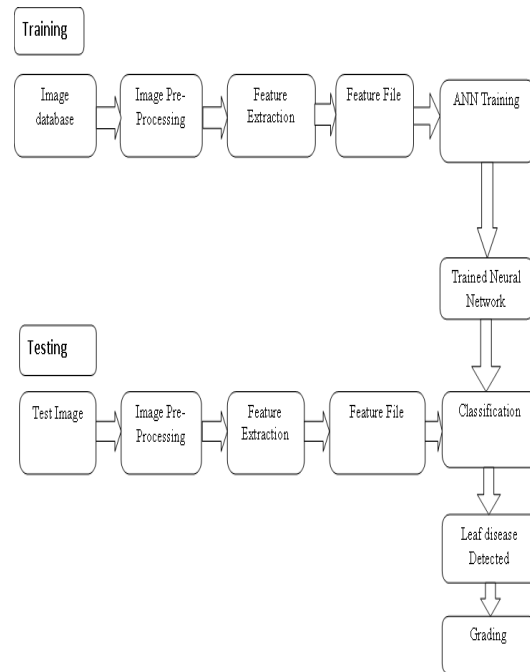 Training
Image
database
Image Pre-
Processing
Feature
Extraction
Feature File
ANN Training
Trained Neural
Network
Testing
Test Image
Image Pre-
Processing
Feature
Extraction
Feature File
Classification
Leaf disease
Detected
Grading